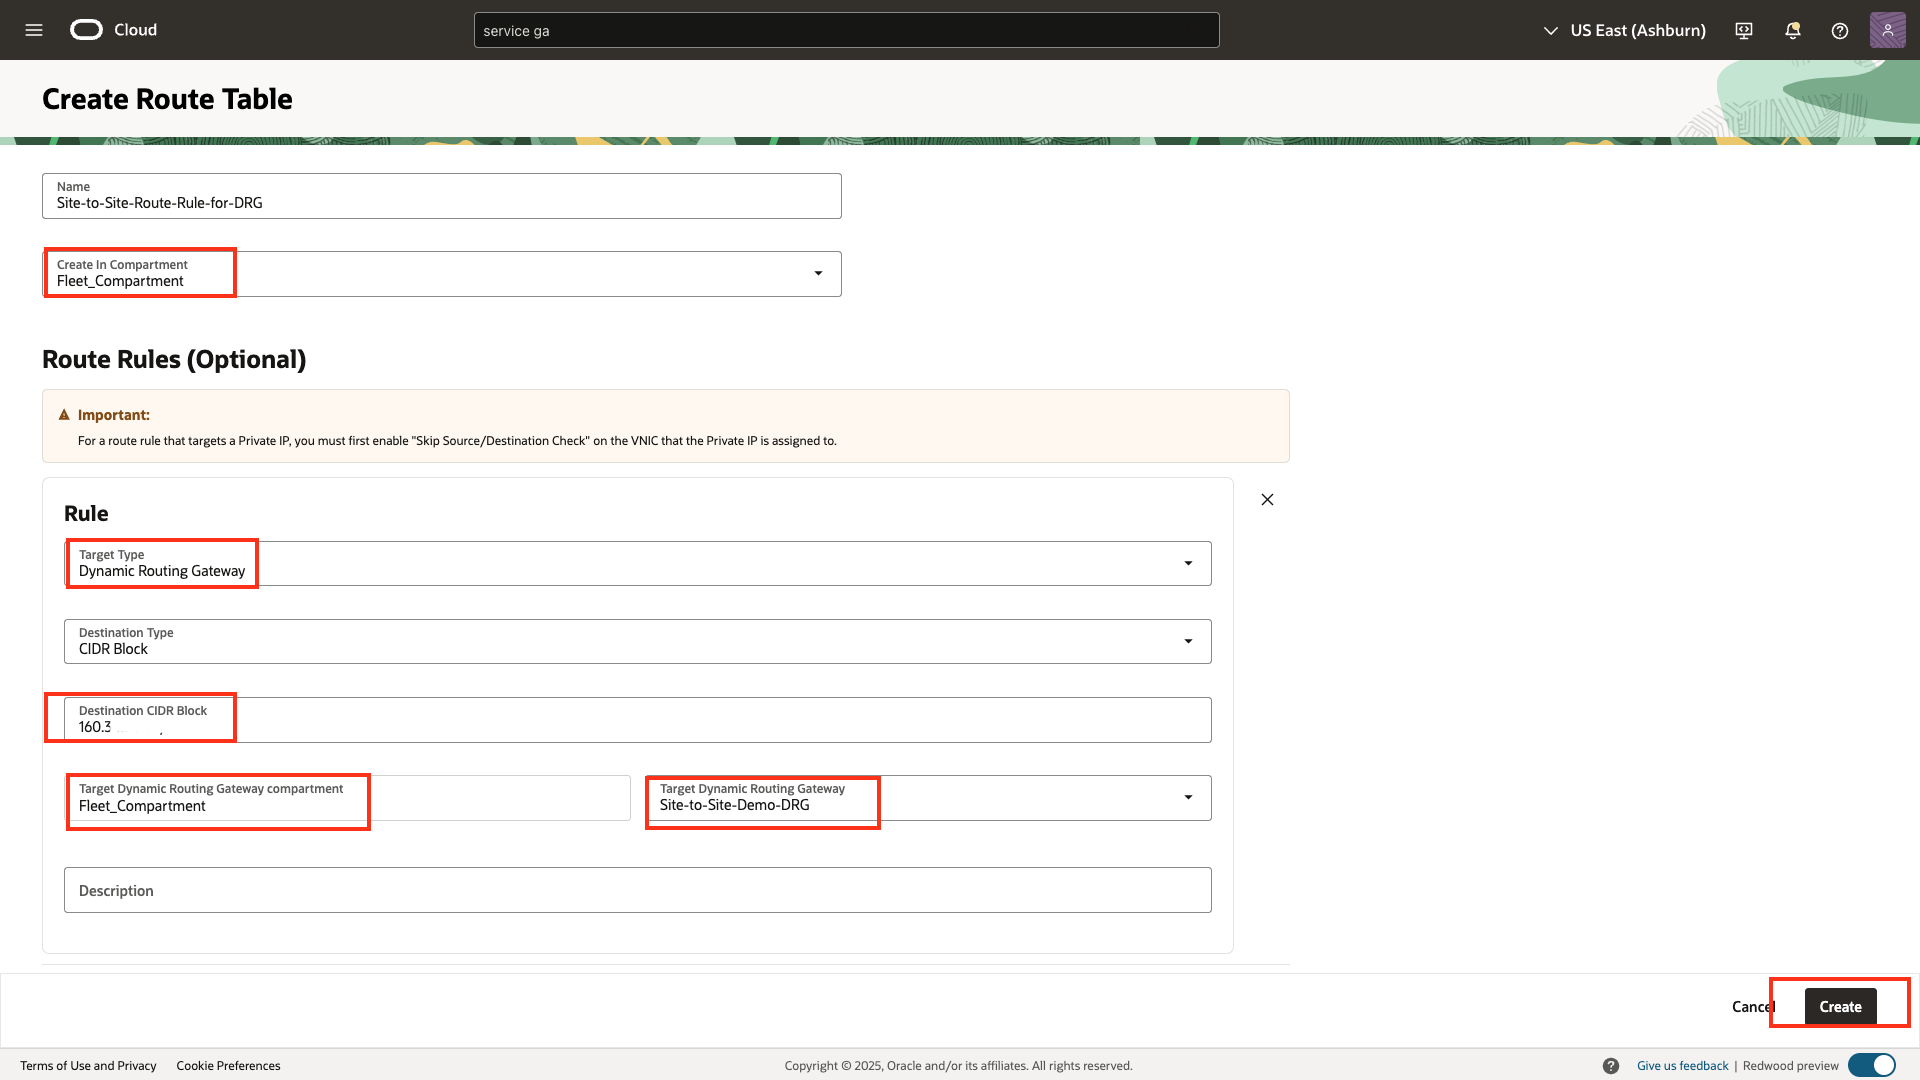 Cloud
service ga
US East (Ashburn)
Create Route Table
Name
Site-to-Site-Route-Rule-for-DRG
Create In Compartment
Fleet_Compartment
Route Rules (Optional)
Important:
For a route rule that targets a Private IP, you must first enable "Skip Source/Destination Check" on the VNIC that the Private IP is assigned to.
Rule
Target Type
Dynamic Routing Gateway
Destination Type
CIDR Block
Destination CIDR Block
160.3
Target Dynamic Routing Gateway compartment
Fleet_Compartment
Target Dynamic Routing Gateway
Site-to-Site-Demo-DRG
Description
Cancel
Create
Terms of Use and Privacy
Cookie Preferences
Copyright © 2025, Oracle and/or its affiliates. All rights reserved.
Give us feedback | Redwood preview